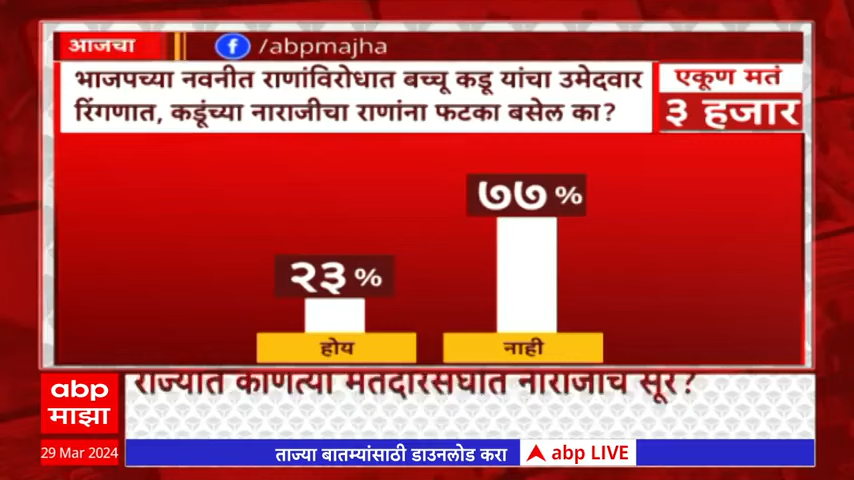 आजचा
/abpmajha
भाजपच्या नवनीत राणांविरोधात बच्चू कडू यांचा उमेदवार
रिंगणात, कडूंच्या नाराजीचा राणांना फटका बसेल का?
एकूण मतं
३ हजार
७७ %
२३ %
होय
नाही
राज्यात कोणत्या मतदारसंघात नाराजीचे सूर?
abp
माझा
29 Mar 2024
ताज्या बातम्यांसाठी डाउनलोड करा
abp LIVE